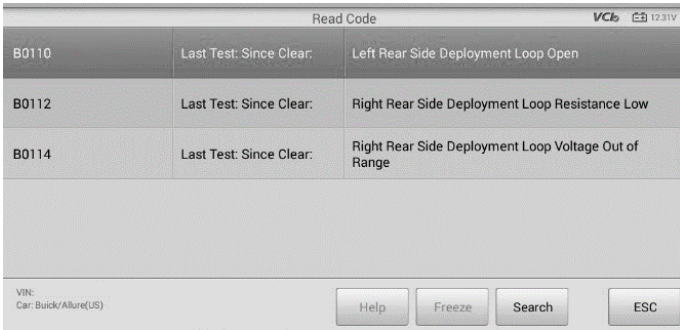 Read Code
VCI
12.31V
B0110 Last Test: Since Clear: Left Rear Side Deployment Loop Open
B0112 Last Test: Since Clear: Right Rear Side Deployment Loop Resistance Low
B0114 Last Test: Since Clear: Right Rear Side Deployment Loop Voltage Out of
Range
VIN:
Car: Buick/Allure(US)
Help Freeze Search ESC